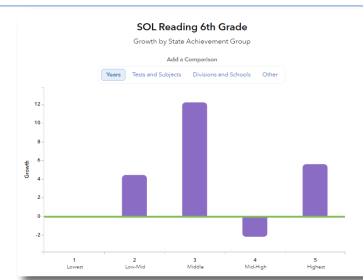 SOL Reading 6th Grade
Growth by State Achievement Group
Add a Comparison
Years Tests and Subjects Divisions and Schools Other
Growth
12
10
8
6
4
2
0
-2
1 2 3 4 5
Lowest Low-Mid Middle Mid-High Highest